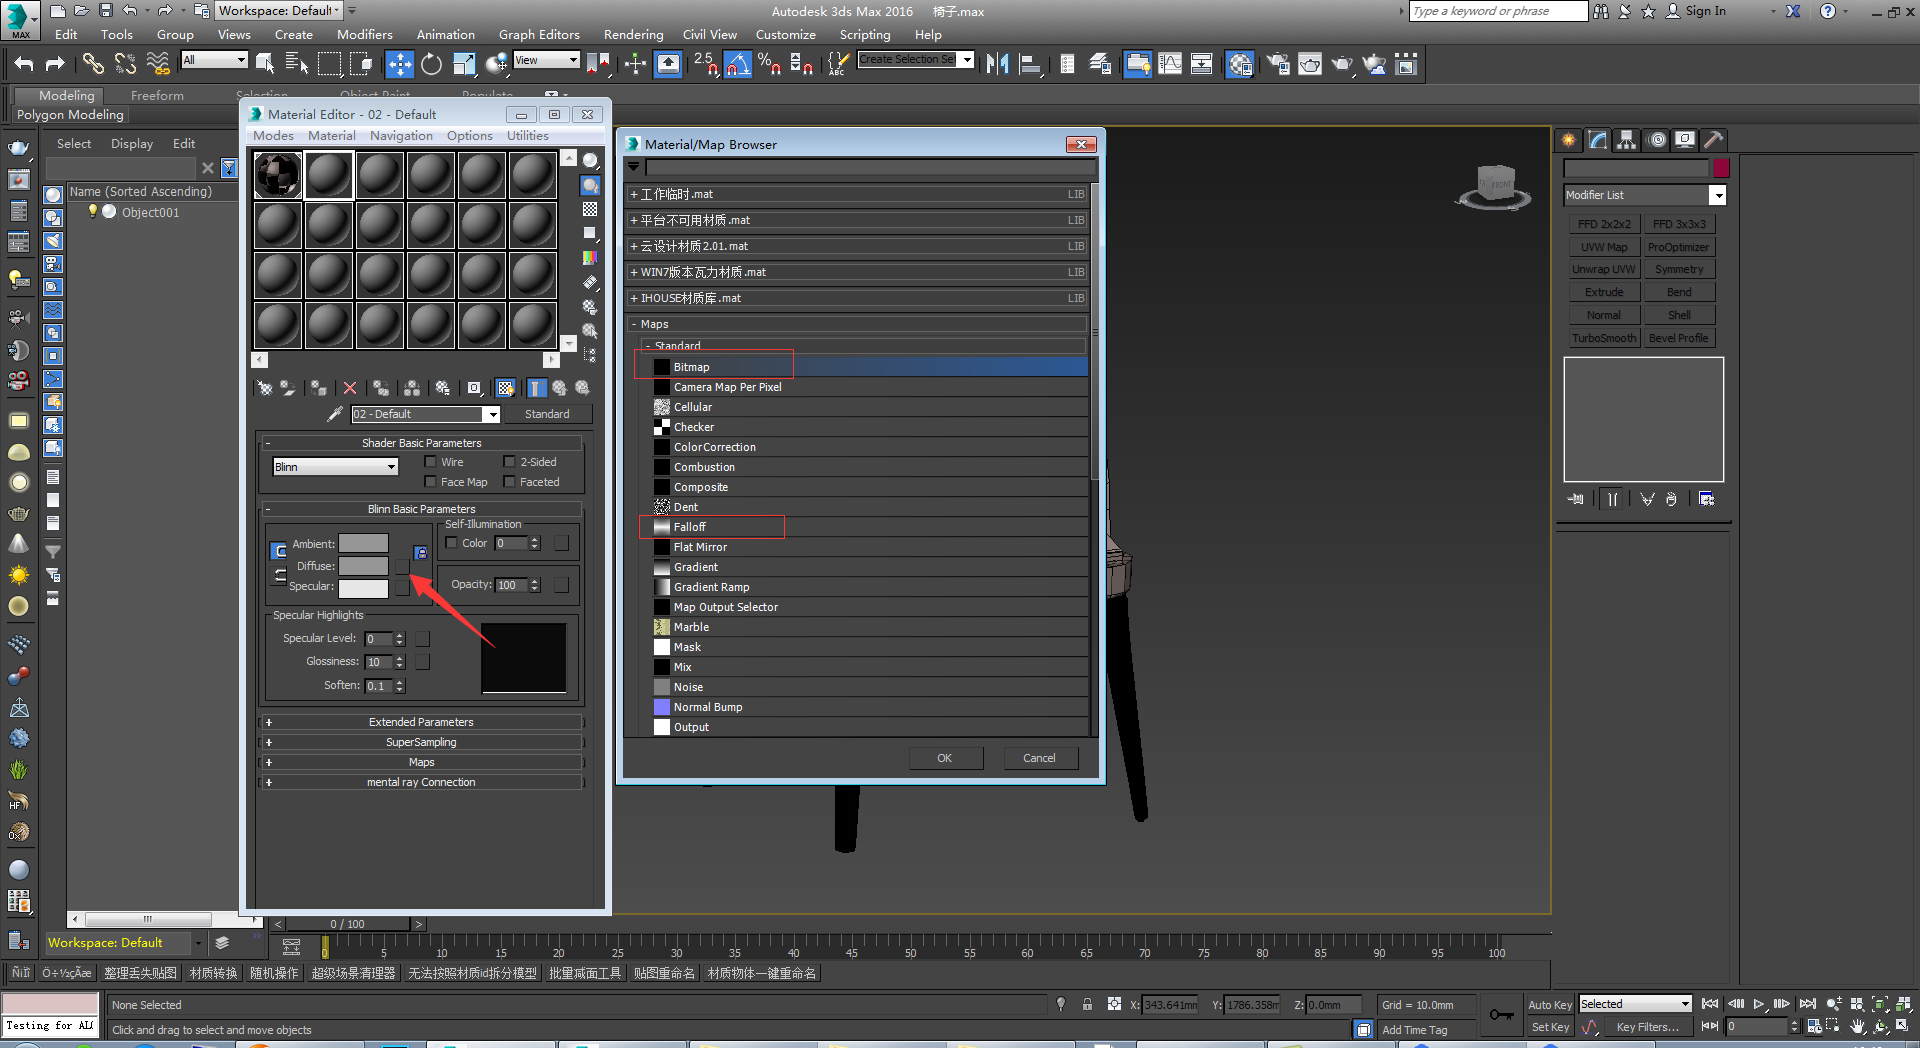 Workspace: Default
Autodesk 3ds Max 2016 椅子.max
Type a keyword or phrase
Sign In
MAX
Edit Tools Group Views Create Modifiers Animation Graph Editors Rendering Civil View Customize Scripting Help
All
View
2.5
ABC
Create Selection Se
Modeling Freeform Selection Object Paint Populate
Polygon Modeling
Select Display Edit
Name (Sorted Ascending)
Object001
Material Editor - 02 - Default
Modes Material Navigation Options Utilities
02 - Default
Standard
Shader Basic Parameters
Blinn
Wire
2-Sided
Face Map
Faceted
Blinn Basic Parameters
Self-Illumination
Ambient:
Color 0
Diffuse:
Specular:
Opacity: 100
Specular Highlights
Specular Level: 0
Glossiness: 10
Soften: 0.1
+ Extended Parameters
+ SuperSampling
+ Maps
+ mental ray Connection
Material/Map Browser
+ 工作临时.mat LIB
+ 平台不可用材质.mat LIB
+ 云设计材质2.01.mat LIB
+ WIN7版本瓦力材质.mat LIB
+ IHOUSE材质库.mat LIB
- Maps
- Standard
Bitmap
Camera Map Per Pixel
Cellular
Checker
Color Correction
Combustion
Composite
Dent
Falloff
Flat Mirror
Gradient
Gradient Ramp
Map Output Selector
Marble
Mask
Mix
Noise
Normal Bump
Output
OK
Cancel
FRONT
Modifier List
FFD 2x2x2 FFD 3x3x3
UVW Map ProOptimizer
Unwrap UVW Symmetry
Extrude Bend
Normal Shell
TurboSmooth Bevel Profile
HF
Workspace: Default
0 / 100
0 5 10 15 20 25 30 35 40 45 50 55 60 65 70 75 80 85 90 95 100
Ñïì Ö÷½çÃæ 整理丢失贴图 材质转换 随机操作 超级场景清理器 无法按照材质id拆分模型 批量减面工具 贴图重命名 材质物体一键重命名
None Selected
X: 343.641mm Y: 1786.358m Z: 0.0mm
Grid = 10.0mm
Auto Key
Selected
Testing for ALL
Click and drag to select and move objects
Add Time Tag
Set Key
Key Filters...
0